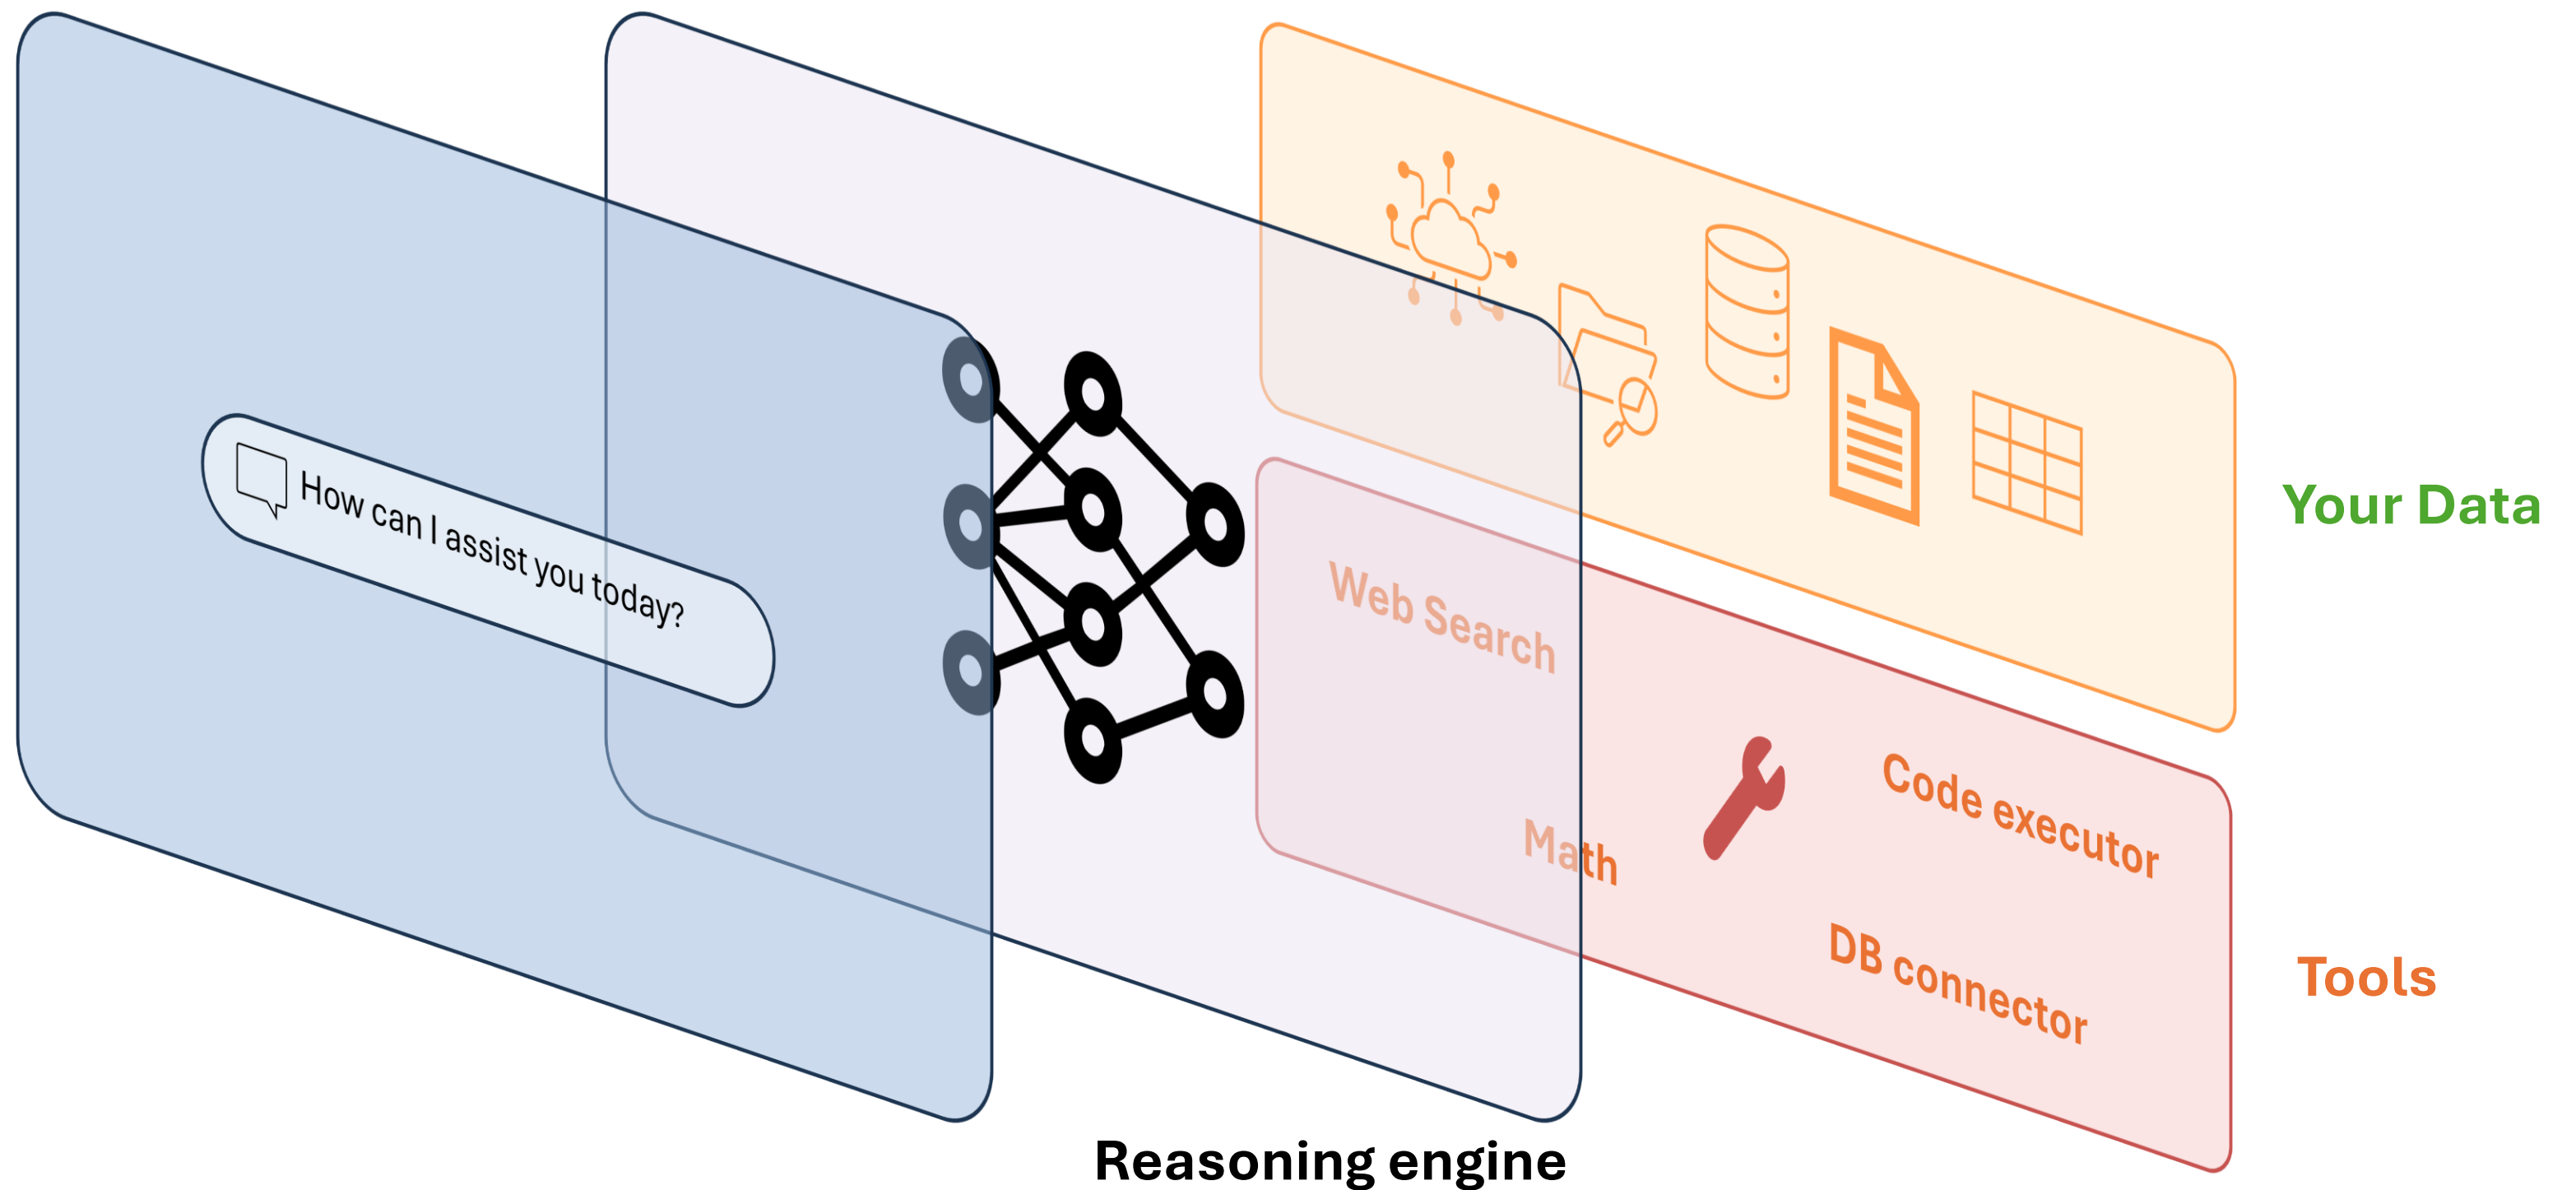 How can I assist you today?
Your Data
Web Search
Code executor
Math
DB connector
Tools
Reasoning engine